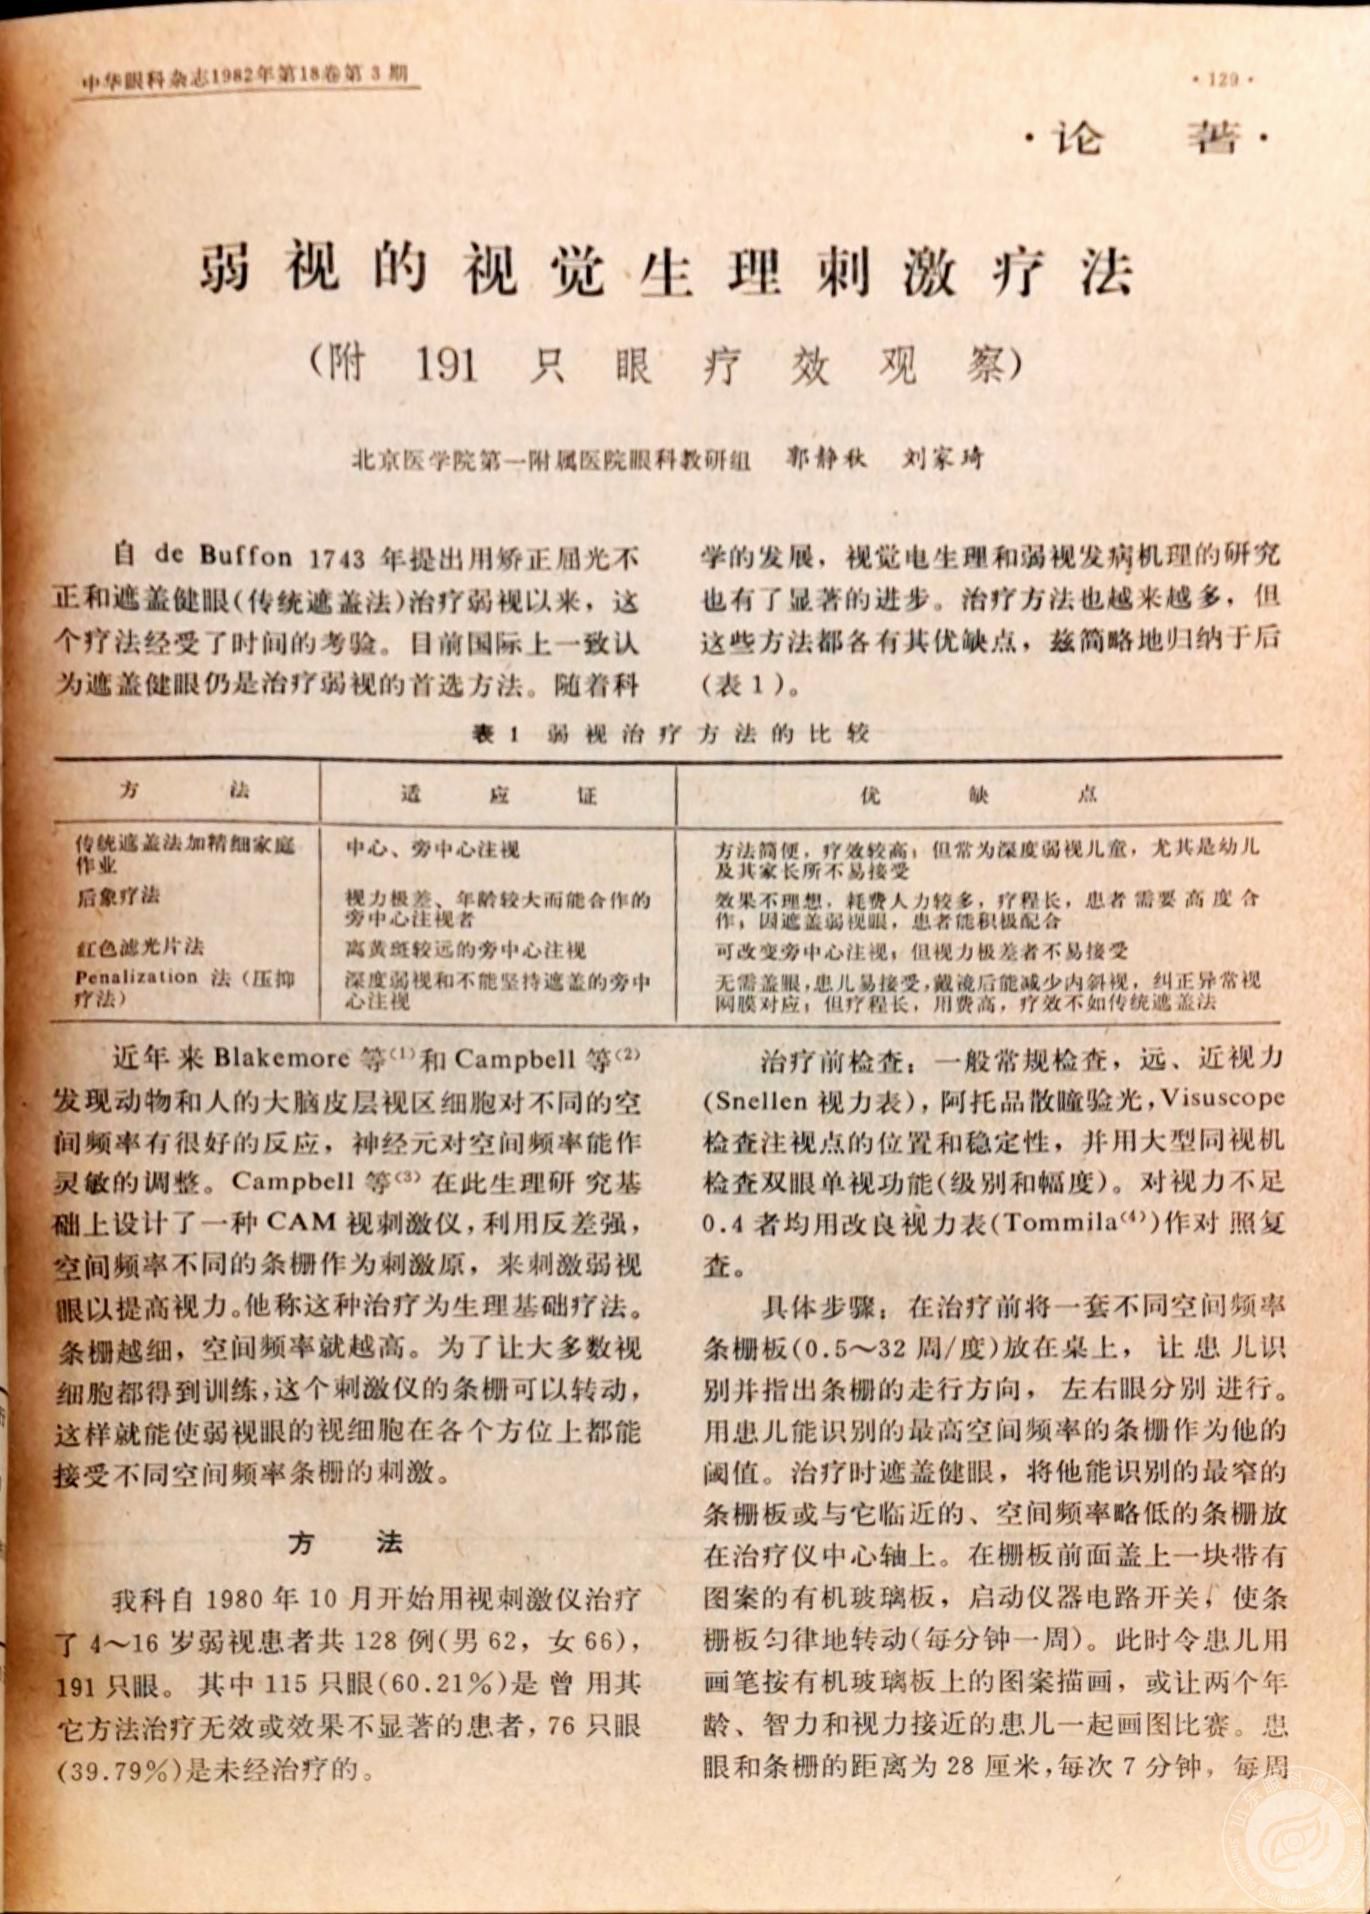 中华眼科杂志1982年第18卷第3期
·129·
·论 著·
弱视的视觉生理刺激疗法
（附 191 只眼疗效观察）
北京医学院第一附属医院眼科教研组 郭静秋 刘家琦
自 de Buffon 1743 年提出用矫正屈光不
正和遮盖健眼（传统遮盖法）治疗弱视以来，这
个疗法经受了时间的考验。目前国际上一致认
为遮盖健眼仍是治疗弱视的首选方法。随着科
学的发展，视觉电生理和弱视发病机理的研究
也有了显著的进步。治疗方法也越来越多，但
这些方法都各有其优缺点，兹简略地归纳于后
（表1）。
表1 弱视治疗方法的比较
方 法 适 应 证 优 缺 点
传统遮盖法加精细家庭
作业
中心、旁中心注视
方法简便，疗效较高；但常为深度弱视儿童，尤其是幼儿
及其家长所不易接受
后象疗法
视力极差、年龄较大而能合作的
旁中心注视者
效果不理想，耗费人力较多，疗程长，患者需要高度合
作；因遮盖弱视眼，患者能积极配合
红色滤光片法
离黄斑较远的旁中心注视
可改变旁中心注视；但视力极差者不易接受
Penalization 法（压抑
疗法）
深度弱视和不能坚持遮盖的旁中
心注视
无需盖眼，患儿易接受，戴镜后能减少内斜视，纠正异常视
网膜对应；但疗程长，用费高，疗效不如传统遮盖法
近年来 Blakemore 等⁽¹⁾和 Campbell 等⁽²⁾
发现动物和人的大脑皮层视区细胞对不同的空
间频率有很好的反应，神经元对空间频率能作
灵敏的调整。Campbell 等⁽³⁾在此生理研究基
础上设计了一种 CAM 视刺激仪，利用反差强，
空间频率不同的条栅作为刺激原，来刺激弱视
眼以提高视力。他称这种治疗为生理基础疗法。
条栅越细，空间频率就越高。为了让大多数视
细胞都得到训练，这个刺激仪的条栅可以转动，
这样就能使弱视眼的视细胞在各个方位上都能
接受不同空间频率条栅的刺激。
方 法
我科自 1980 年 10 月开始用视刺激仪治疗
了 4～16 岁弱视患者共 128 例（男 62，女 66），
191 只眼。其中 115 只眼（60.21%）是曾用其
它方法治疗无效或效果不显著的患者，76 只眼
（39.79%）是未经治疗的。
治疗前检查：一般常规检查，远、近视力
（Snellen 视力表），阿托品散瞳验光，Visuscope
检查注视点的位置和稳定性，并用大型同视机
检查双眼单视功能（级别和幅度）。对视力不足
0.4 者均用改良视力表（Tommila⁽⁴⁾）作对照复
查。
具体步骤：在治疗前将一套不同空间频率
条栅板（0.5～32 周/度）放在桌上，让患儿识
别并指出条栅的走行方向，左右眼分别进行。
用患儿能识别的最高空间频率的条栅作为他的
阈值。治疗时遮盖健眼，将他能识别的最窄的
条栅板或与它临近的、空间频率略低的条栅放
在治疗仪中心轴上。在栅板前面盖上一块带有
图案的有机玻璃板，启动仪器电路开关，使条
栅板匀律地转动（每分钟一周）。此时令患儿用
画笔按有机玻璃板上的图案描画，或让两个年
龄、智力和视力接近的患儿一起画图比赛。患
眼和条栅的距离为 28 厘米，每次 7 分钟，每周
山东眼科博物馆